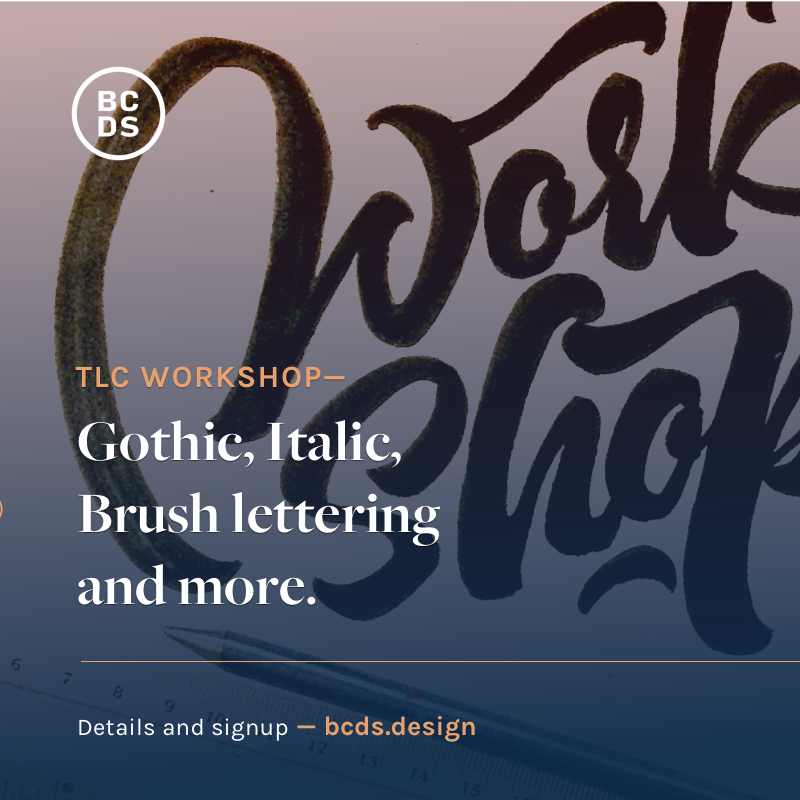 BC
DS
Work
shop
TLC WORKSHOP—
Gothic, Italic,
Brush lettering
and more.
6 7 8 9 10 12 13 14 15
Details and signup — bcds.design